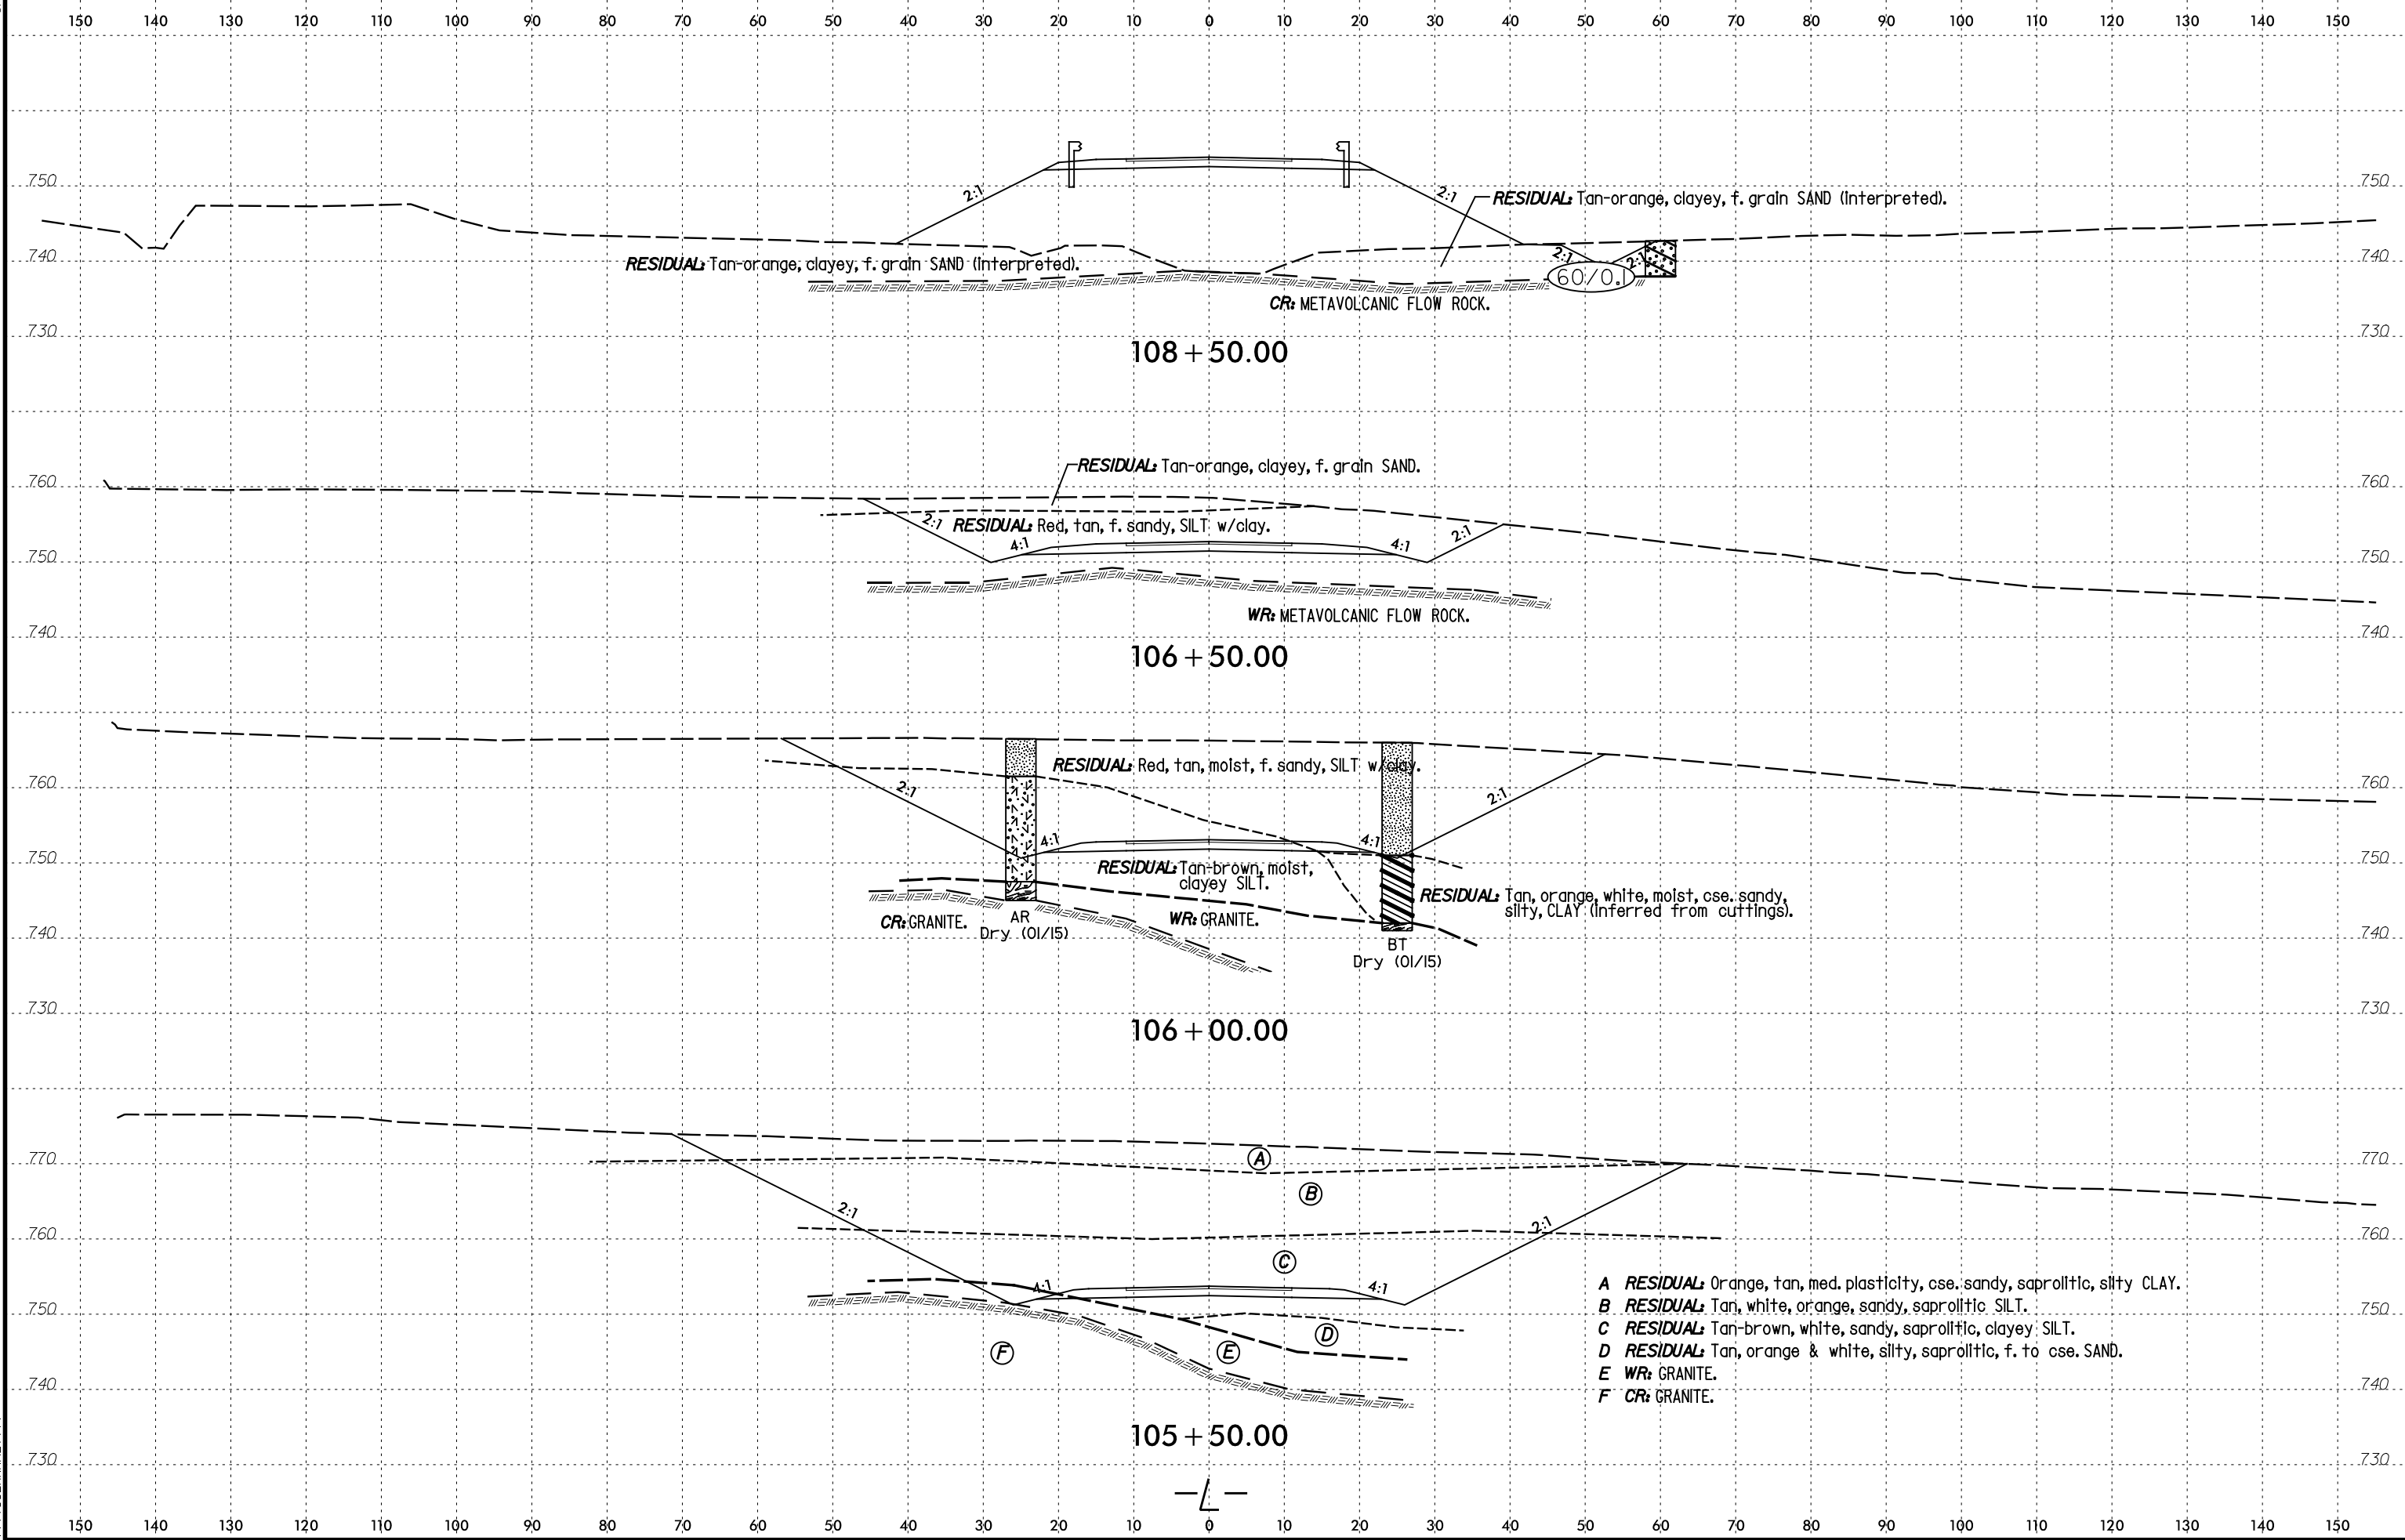 150 140 130 120 110 100 90 80 70 60 50 40 30 20 10 0 10 20 30 40 50 60 70 80 90 100 110 120 130 140 150
750 750
2:1 2:1
RESIDUAL: Tan-orange, clayey, f. grain SAND (interpreted).
740 740
RESIDUAL: Tan-orange, clayey, f. grain SAND (interpreted).
2:1 2:1
60/0.1
CR: METAVOLCANIC FLOW ROCK.
730 730
108+50.00
RESIDUAL: Tan-orange, clayey, f. grain SAND.
760 760
2:1 RESIDUAL: Red, tan, f. sandy, SILT w/clay. 2:1
4:1 4:1
750 750
WR: METAVOLCANIC FLOW ROCK.
740 740
106+50.00
RESIDUAL: Red, tan, moist, f. sandy, SILT w/clay.
760 760
2:1 2:1
4:1 4:1
750 750
RESIDUAL: Tan-brown, moist,
clayey SILT.
RESIDUAL: Tan, orange, white, moist, cse. sandy,
silty, CLAY (inferred from cuttings).
CR: GRANITE. AR WR: GRANITE.
Dry (01/15)
740 740
BT
Dry (01/15)
730 730
106+00.00
770 770
A
B
2:1 2:1
760 760
C
4:1 4:1
750 750
D
F E
740 740
A RESIDUAL: Orange, tan, med. plasticity, cse. sandy, saprolitic, silty CLAY.
B RESIDUAL: Tan, white, orange, sandy, saprolitic SILT.
C RESIDUAL: Tan-brown, white, sandy, saprolitic, clayey SILT.
D RESIDUAL: Tan, orange & white, silty, saprolitic, f. to cse. SAND.
E WR: GRANITE.
F CR: GRANITE.
105+50.00
730 730
-L-
150 140 130 120 110 100 90 80 70 60 50 40 30 20 10 0 10 20 30 40 50 60 70 80 90 100 110 120 130 140 150